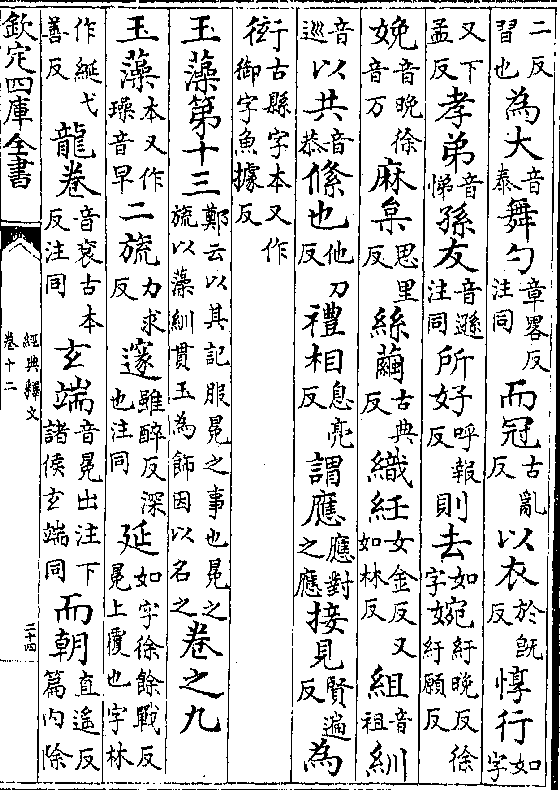 二反習也為大音泰舞勺章畧反注同而冠古亂反以衣於旣反惇行如字
又下孟反孝弟音悌孫友音遜注同所好呼報反則去如字婉紆晚反徐紆願反
娩音晚徐音万麻枲思里反絲繭古典反織紝女金反又如林反組音祖紃
音巡以共音恭絛也他刀反禮相息亮反謂應應對之應接見賢遍反為
衒古縣字本又作御字魚據反
玉藻第十三鄭云以其記服冕之事也冕之旒以藻紃貫玉為飾因以名之卷之九
玉藻本又作璪音早二旒力求反邃雖醉反深也注同延如字徐餘戰反冕上覆也字林
作綖弋善反龍卷音衮古本反注同玄端音冕出注下諸侯玄端同而朝直遙反篇內除
欽定四庫全書
經典釋文
卷十二
三十四